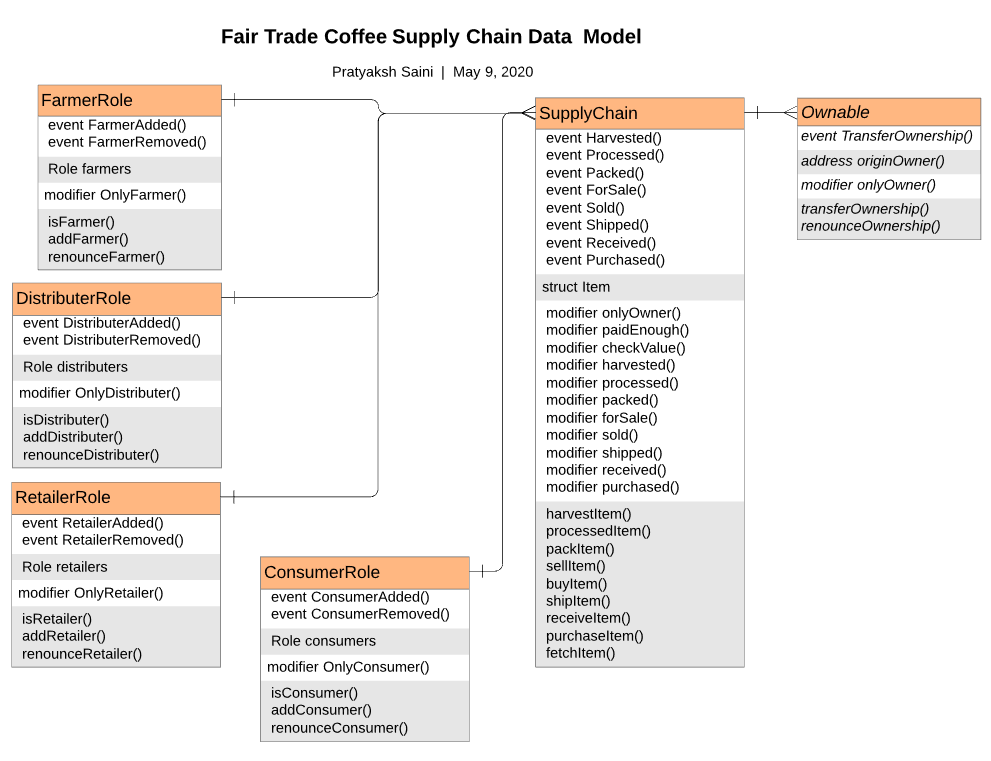 Fair Trade Coffee Supply Chain Data Model
Pratyaksh Saini | May 9, 2020
FarmerRole
event FarmerAdded()
event FarmerRemoved()
Role farmers
modifier OnlyFarmer()
isFarmer()
addFarmer()
renounceFarmer()
DistributerRole
event DistributerAdded()
event DistributerRemoved()
Role distributers
modifier OnlyDistributer()
isDistributer()
addDistributer()
renounceDistributer()
RetailerRole
event RetailerAdded()
event RetailerRemoved()
Role retailers
modifier OnlyRetailer()
isRetailer()
addRetailer()
renounceRetailer()
ConsumerRole
event ConsumerAdded()
event ConsumerRemoved()
Role consumers
modifier OnlyConsumer()
isConsumer()
addConsumer()
renounceConsumer()
SupplyChain
event Harvested()
event Processed()
event Packed()
event ForSale()
event Sold()
event Shipped()
event Received()
event Purchased()
struct Item
modifier onlyOwner()
modifier paidEnough()
modifier checkValue()
modifier harvested()
modifier processed()
modifier packed()
modifier forSale()
modifier sold()
modifier shipped()
modifier received()
modifier purchased()
harvestItem()
processedItem()
packItem()
sellItem()
buyItem()
shipItem()
receiveItem()
purchaseItem()
fetchItem()
Ownable
event TransferOwnership()
address originOwner()
modifier onlyOwner()
transferOwnership()
renounceOwnership()